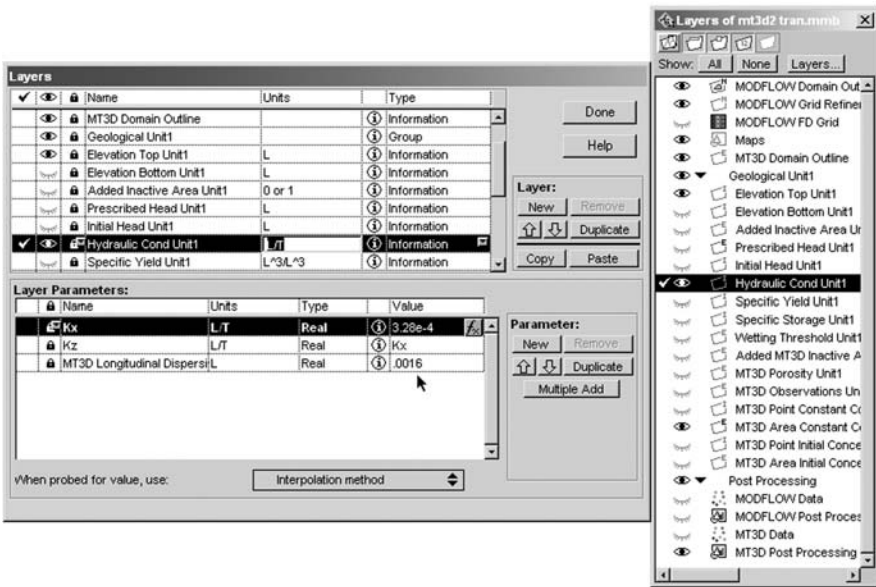 Layers
Name Units Type
MT3D Domain Outline Information
Geological Unit1 Group
Elevation Top Unit1 L Information
Elevation Bottom Unit1 L Information
Added Inactive Area Unit1 0 or 1 Information
Prescribed Head Unit1 L Information
Initial Head Unit1 L Information
Hydraulic Cond Unit1 L/T Information
Specific Yield Unit1 L^3/L^3 Information
Done
Help
Layer:
New Remove
Duplicate
Copy Paste
Layer Parameters:
Name Units Type Value
Kx L/T Real 3.28e-4
Kz L/T Real Kx
MT3D Longitudinal Dispersi L Real .0016
Parameter:
New Remove
Duplicate
Multiple Add
When probed for value, use: Interpolation method
Layers of mt3d2 tran.mmb
Show: All None Layers...
MODFLOW Domain Out
MODFLOW Grid Refine
MODFLOW FD Grid
Maps
MT3D Domain Outline
Geological Unit1
Elevation Top Unit1
Elevation Bottom Unit1
Added Inactive Area Un
Prescribed Head Unit1
Initial Head Unit1
Hydraulic Cond Unit1
Specific Yield Unit1
Specific Storage Unit1
Wetting Threshold Unit1
Added MT3D Inactive A
MT3D Porosity Unit1
MT3D Observations Un
MT3D Point Constant Co
MT3D Area Constant Co
MT3D Point Initial Conce
MT3D Area Initial Conce
Post Processing
MODFLOW Data
MODFLOW Post Proces
MT3D Data
MT3D Post Processing